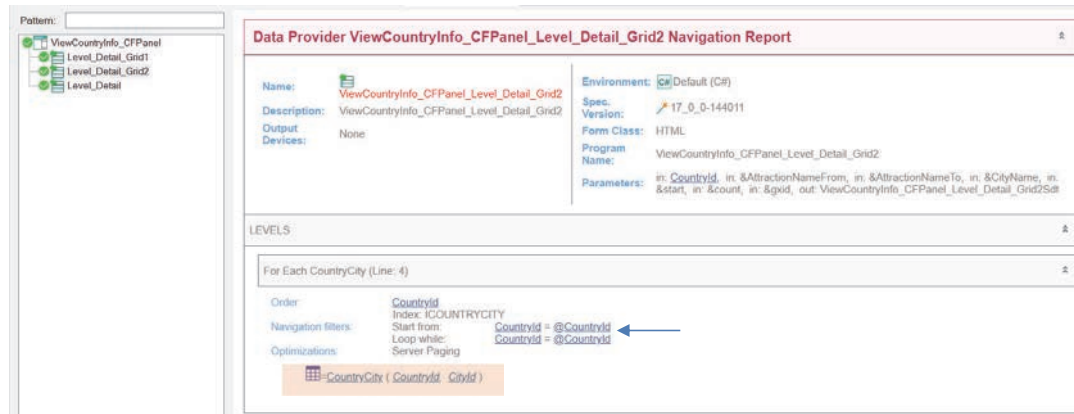 Pattern:
ViewCountryInfo_CFPanel
Level_Detail_Grid1
Level_Detail_Grid2
Level_Detail
Data Provider ViewCountryInfo_CFPanel_Level_Detail_Grid2 Navigation Report
Name:
ViewCountryInfo_CFPanel_Level_Detail_Grid2
Description: ViewCountryInfo_CFPanel_Level_Detail_Grid2
Output Devices: None
Environment: C# Default (C#)
Spec. Version: 17_0_0-144011
Form Class: HTML
Program Name: ViewCountryInfo_CFPanel_Level_Detail_Grid2
Parameters: in: CountryId, in: &AttractionNameFrom, in: &AttractionNameTo, in: &CityName, in:
&start, in: &count, in: &gxid, out: ViewCountryInfo_CFPanel_Level_Detail_Grid2Sdt
LEVELS
For Each CountryCity (Line: 4)
Order CountryId
Index: ICOUNTRYCITY
Navigation filters: Start from: CountryId = @CountryId
Loop while: CountryId = @CountryId
Optimizations: Server Paging
=CountryCity ( CountryId CityId )